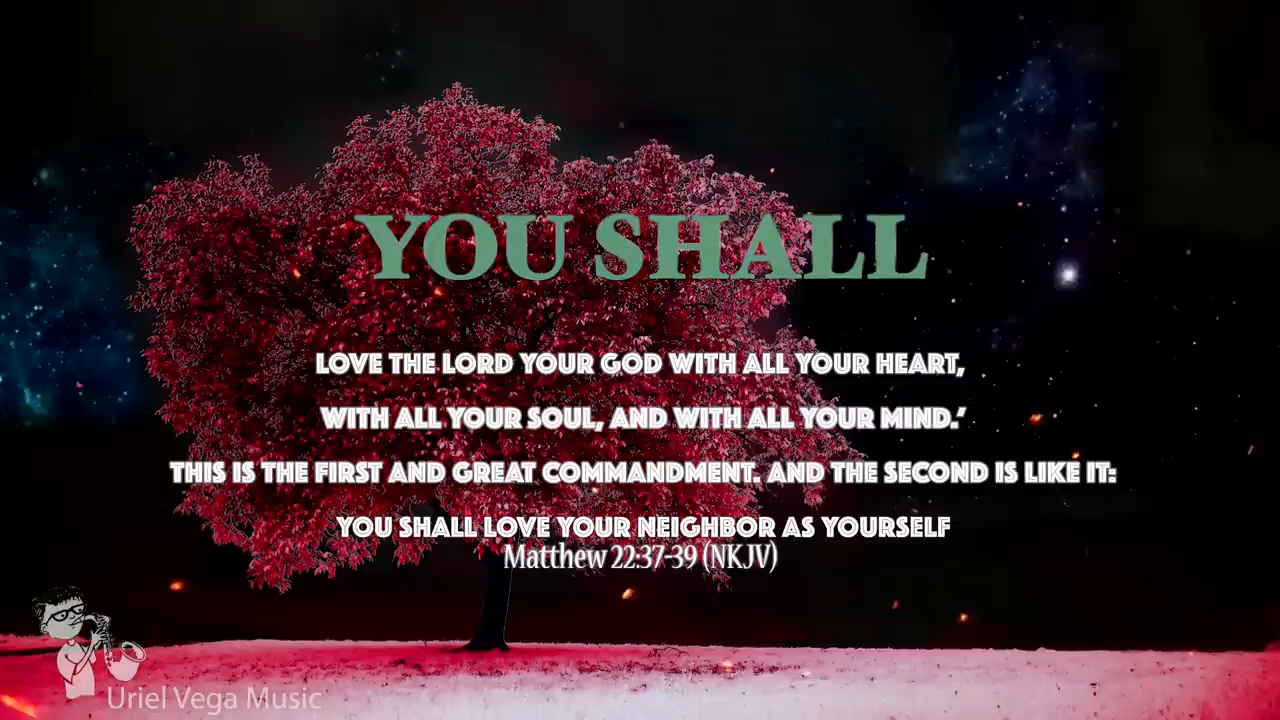 YOU SHALL
LOVE THE LORD YOUR GOD WITH ALL YOUR HEART,
WITH ALL YOUR SOUL, AND WITH ALL YOUR MIND.’
THIS IS THE FIRST AND GREAT COMMANDMENT. AND THE SECOND IS LIKE IT:
YOU SHALL LOVE YOUR NEIGHBOR AS YOURSELF
Matthew 22:37-39 (NKJV)
Uriel Vega Music